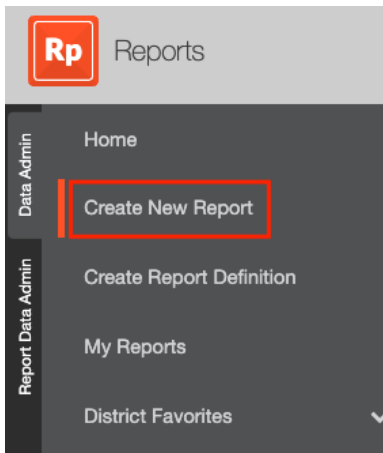 Rp Reports
Data Admin
Report Data Admin
Home
Create New Report
Create Report Definition
My Reports
District Favorites